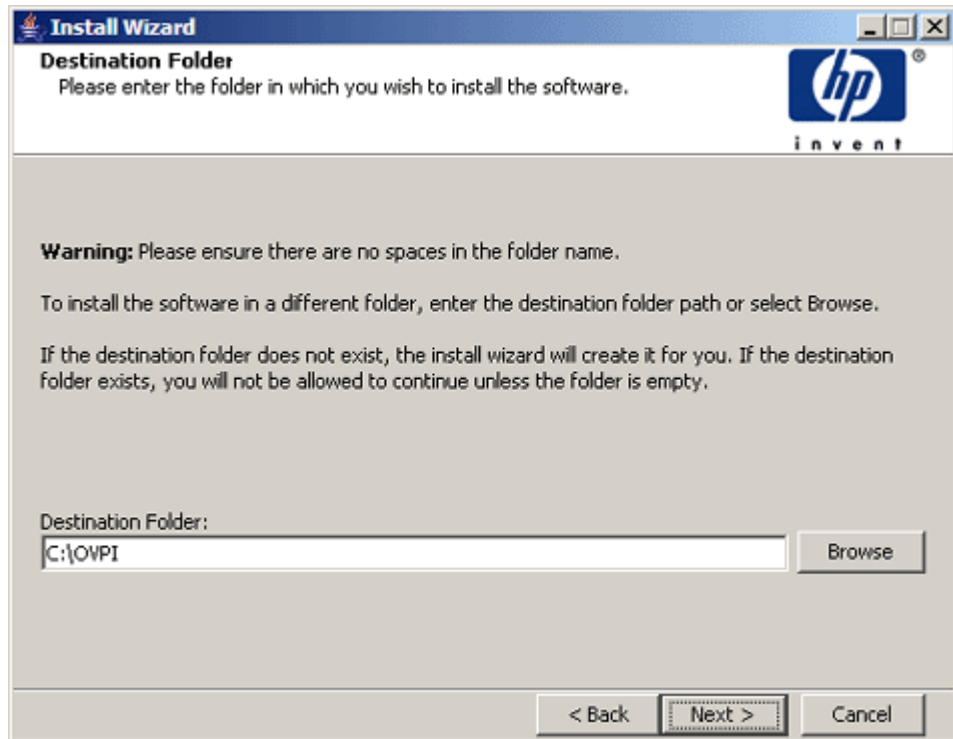 Install Wizard
Destination Folder
Please enter the folder in which you wish to install the software.
hp
®
invent
Warning: Please ensure there are no spaces in the folder name.
To install the software in a different folder, enter the destination folder path or select Browse.
If the destination folder does not exist, the install wizard will create it for you. If the destination
folder exists, you will not be allowed to continue unless the folder is empty.
Destination Folder:
C:\OVPI
Browse
< Back
Next >
Cancel